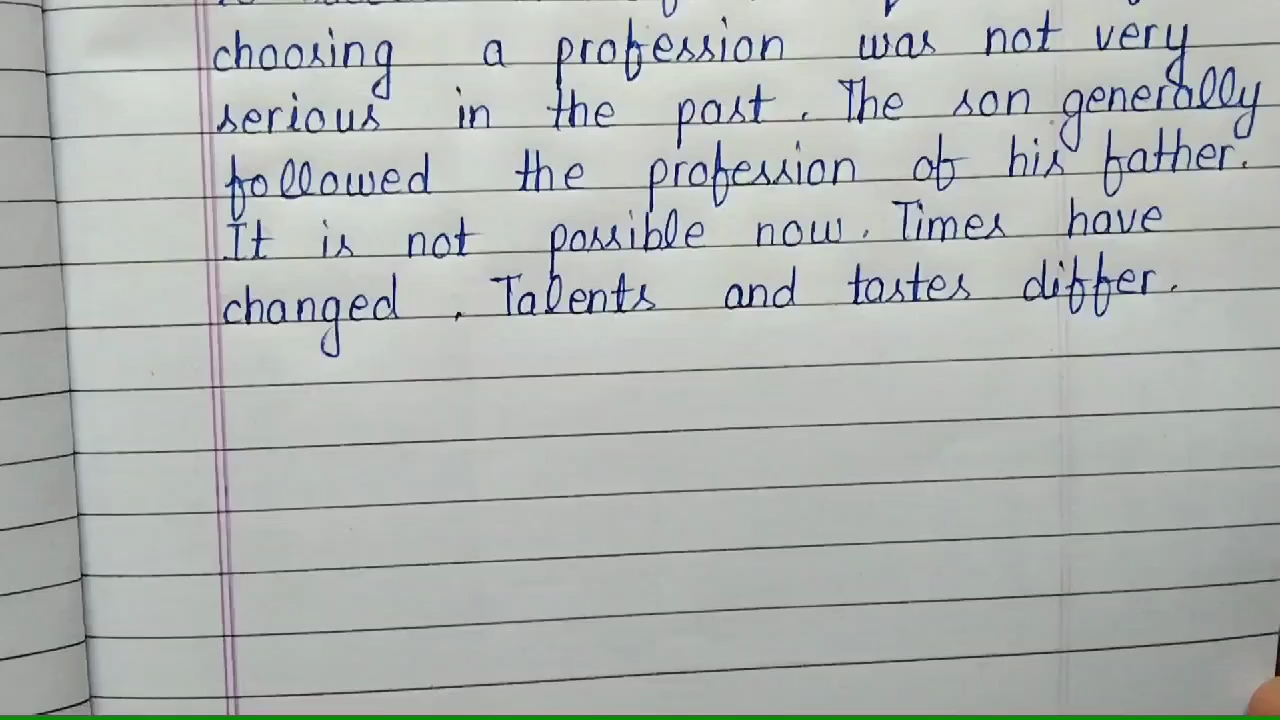 choosing a profession was not very
serious in the past. The son generally
followed the profession of his father.
It is not possible now. Times have
changed. Talents and tastes differ.